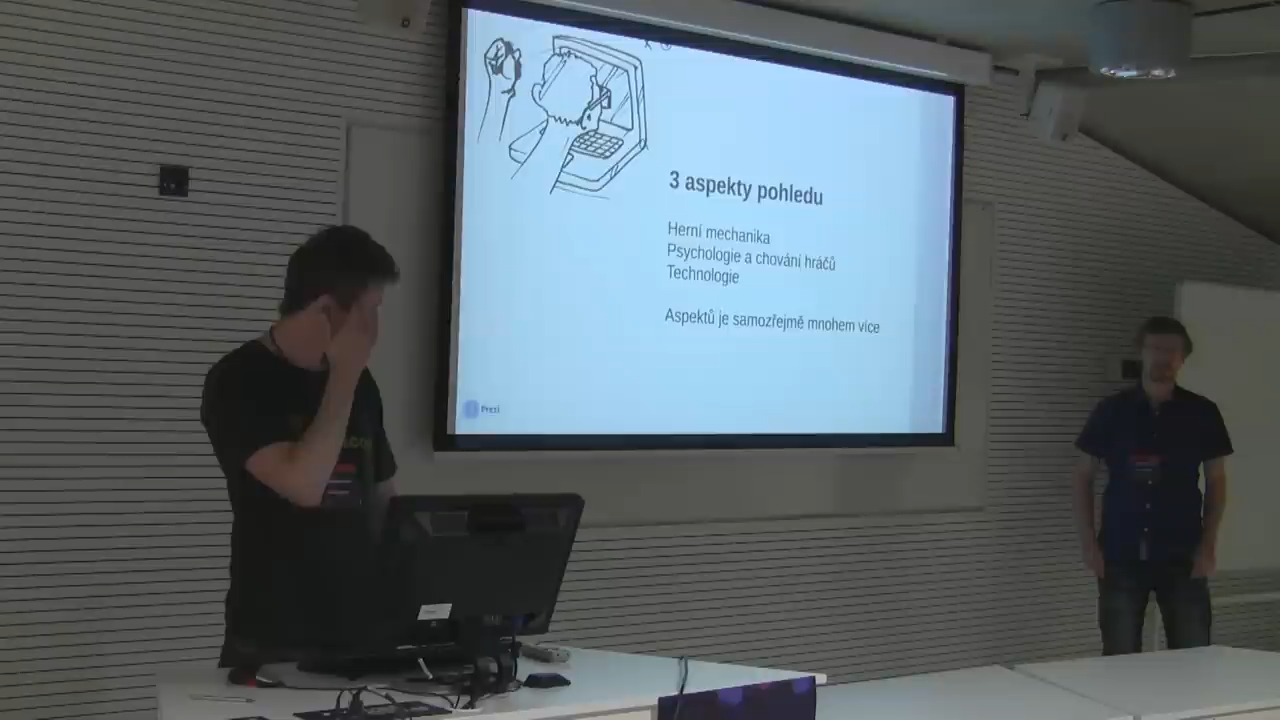 3 aspekty pohledu
Herní mechanika
Psychologie a chování hráčů
Technologie
Aspektů je samozřejmě mnohem více
Prezi